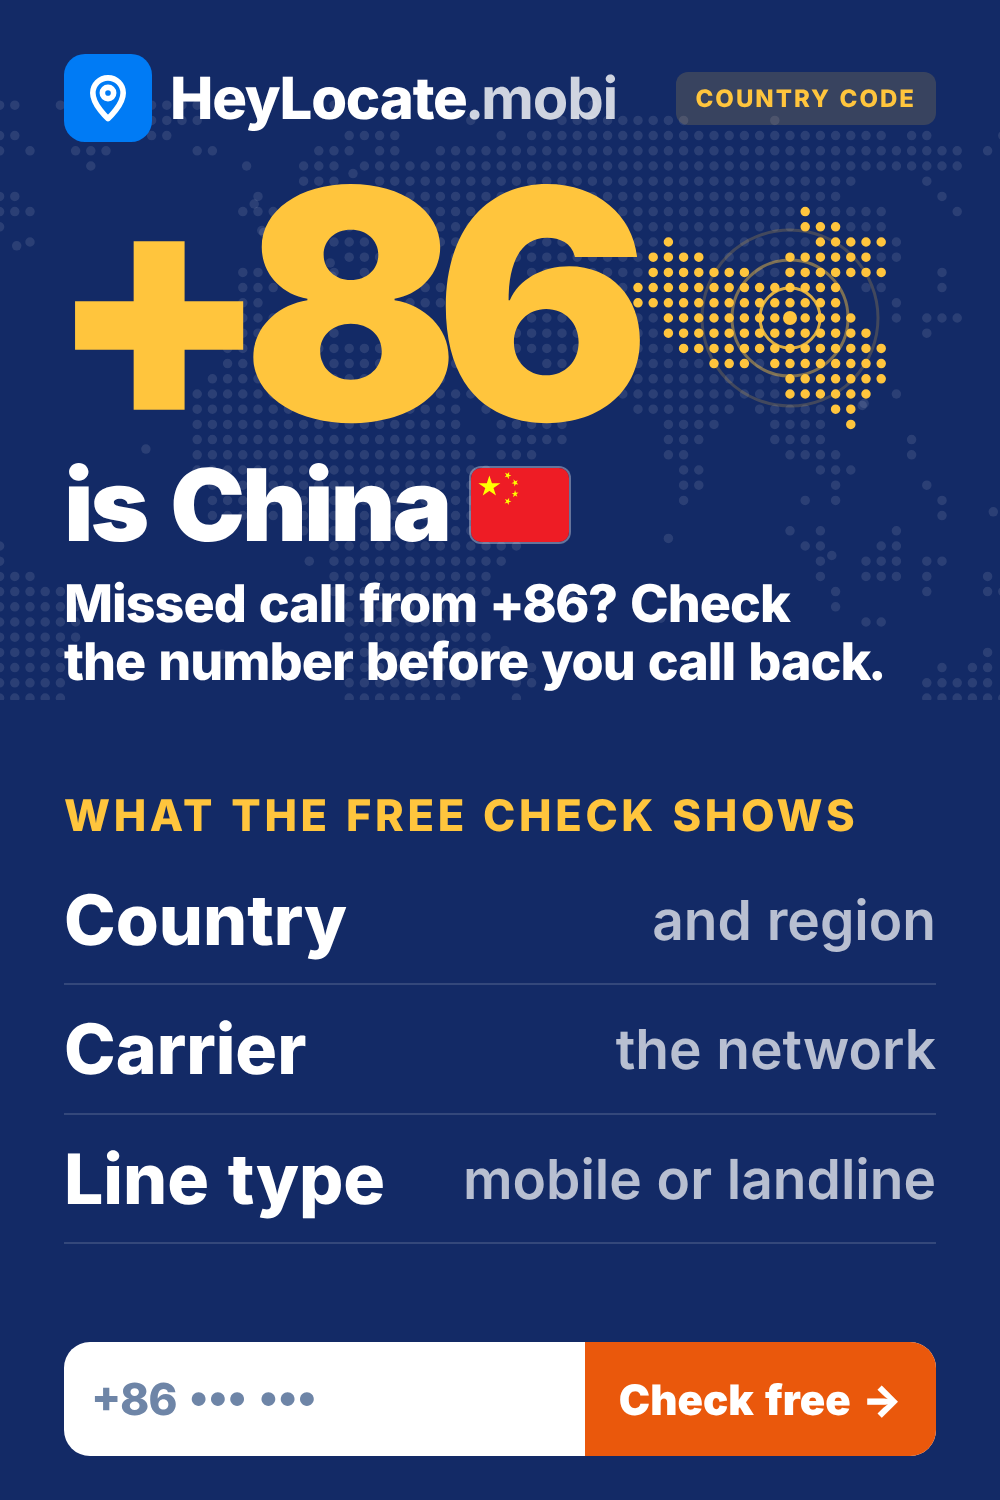 HeyLocate.mobi
COUNTRY CODE
+86
is China
Missed call from +86? Check
the number before you call back.
WHAT THE FREE CHECK SHOWS
Country and region
Carrier the network
Line type mobile or landline
+86 ••• •••
Check free →